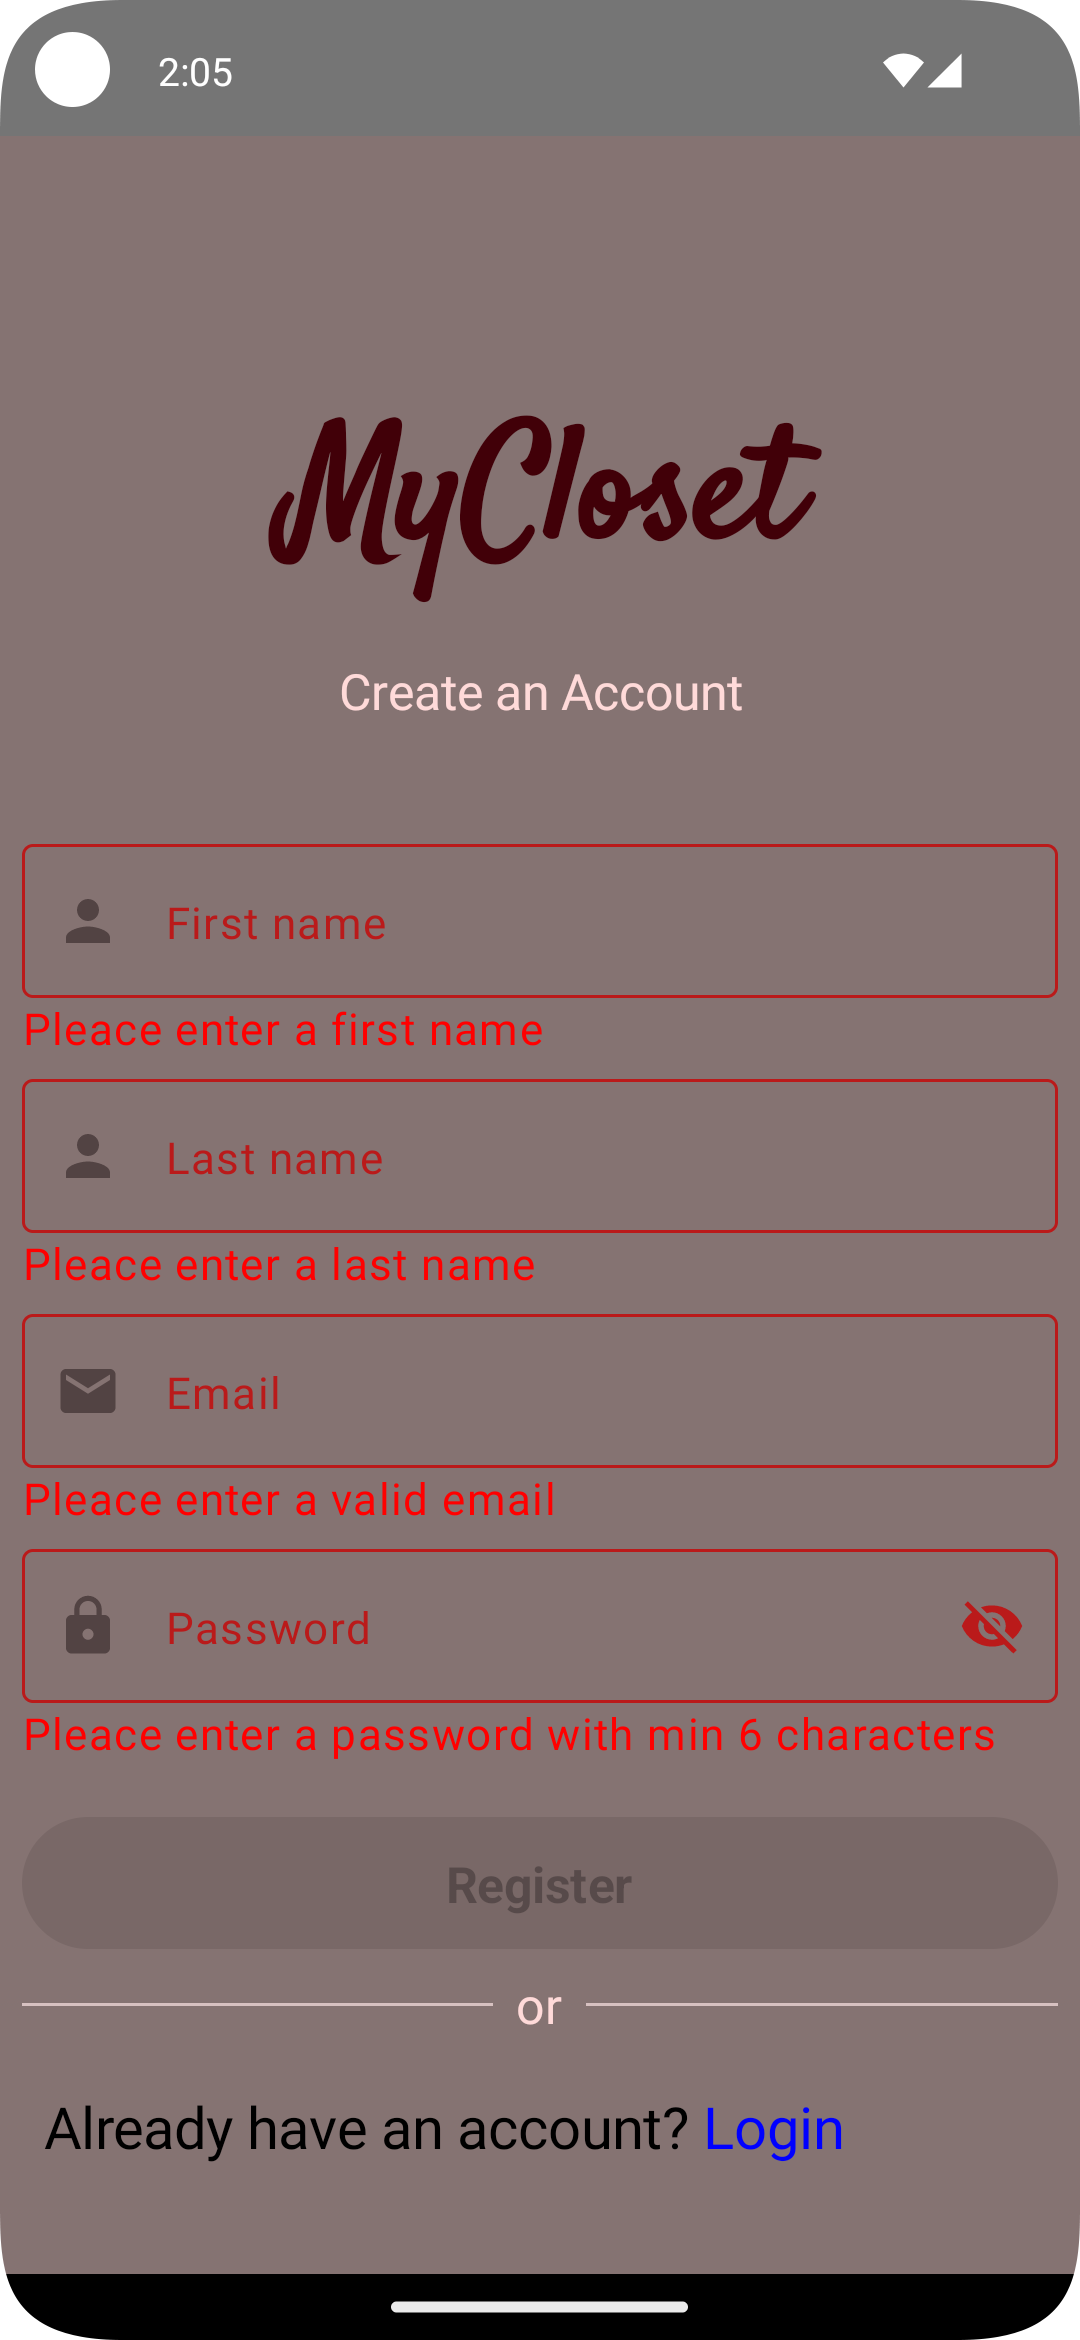 2:05
MyCloset
Create an Account
First name
Pleace enter a first name
Last name
Pleace enter a last name
Email
Pleace enter a valid email
Password
Pleace enter a password with min 6 characters
Register
or
Already have an account? Login